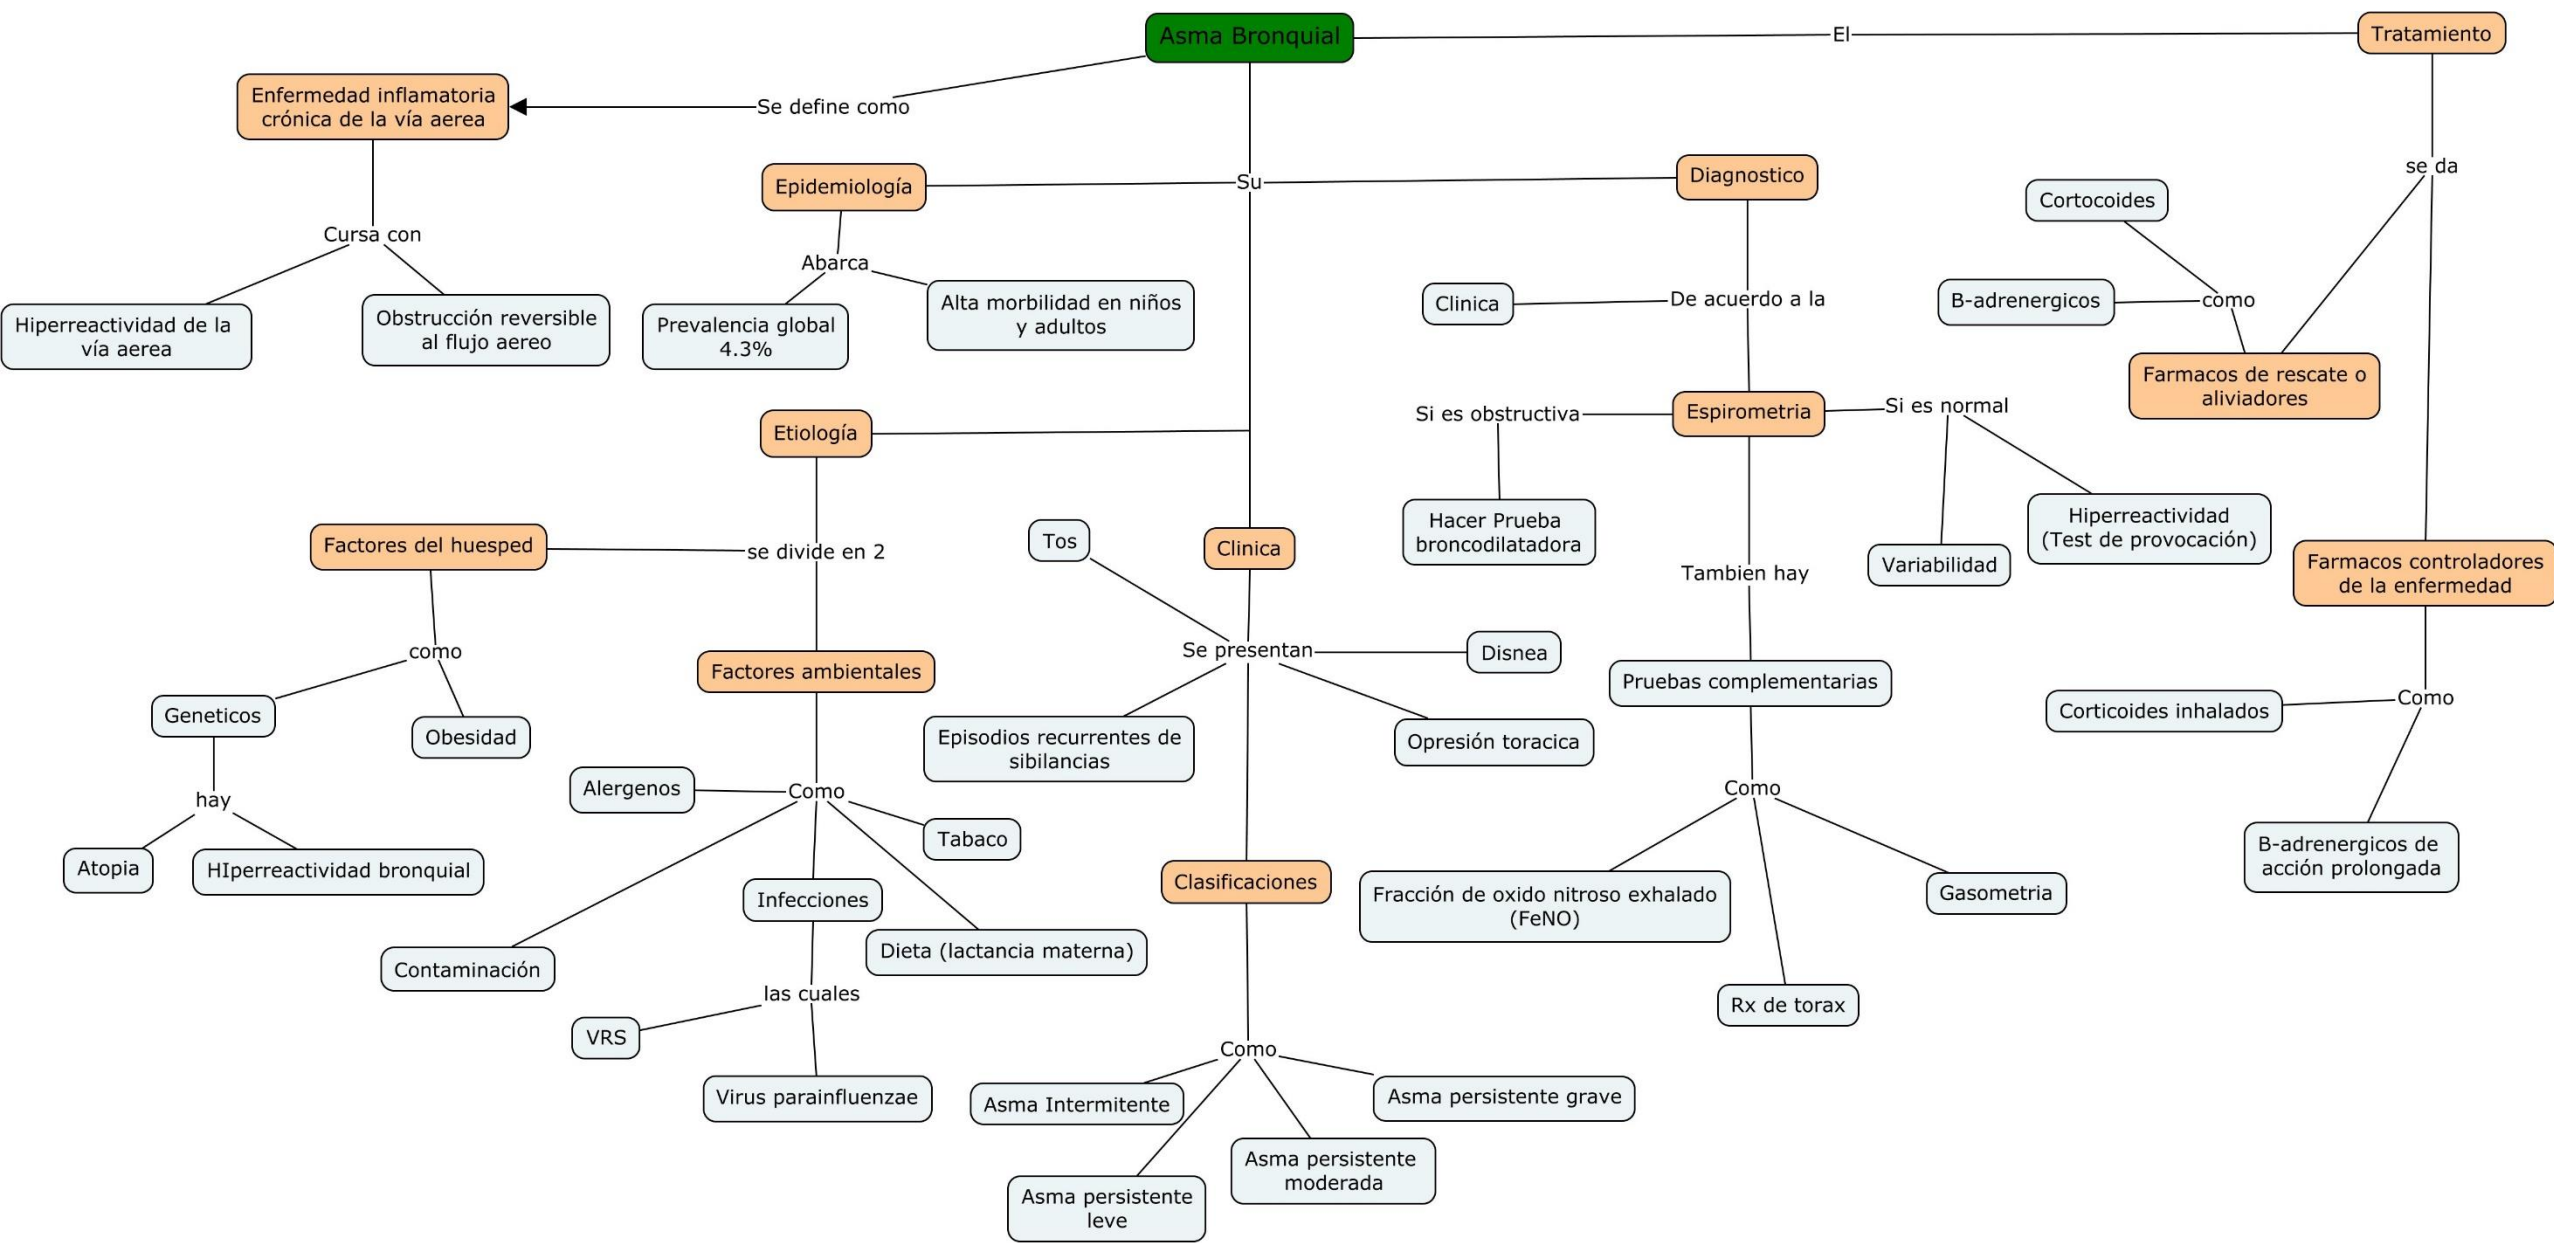 Asma Bronquial
El
Tratamiento
Se define como
Enfermedad inflamatoria
crónica de la vía aerea
Cursa con
Hiperreactividad de la
vía aerea
Obstrucción reversible
al flujo aereo
Su
Epidemiología
Abarca
Prevalencia global
4.3%
Alta morbilidad en niños
y adultos
Diagnostico
De acuerdo a la
Clinica
Espirometria
Si es obstructiva
Hacer Prueba
broncodilatadora
Si es normal
Variabilidad
Hiperreactividad
(Test de provocación)
Tambien hay
Pruebas complementarias
Como
Fracción de oxido nitroso exhalado
(FeNO)
Rx de torax
Gasometria
se da
Cortocoides
B-adrenergicos
como
Farmacos de rescate o
aliviadores
Farmacos controladores
de la enfermedad
Como
Corticoides inhalados
B-adrenergicos de
acción prolongada
Etiología
se divide en 2
Factores del huesped
como
Geneticos
Obesidad
hay
Atopia
HIperreactividad bronquial
Factores ambientales
Como
Alergenos
Tabaco
Contaminación
Infecciones
Dieta (lactancia materna)
las cuales
VRS
Virus parainfluenzae
Clinica
Se presentan
Tos
Disnea
Episodios recurrentes de
sibilancias
Opresión toracica
Clasificaciones
Como
Asma Intermitente
Asma persistente
leve
Asma persistente
moderada
Asma persistente grave